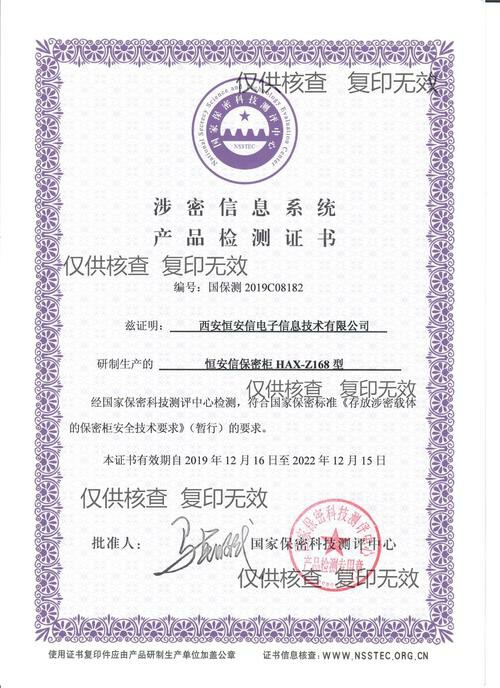 仅供核查 复印无效
National Secrecy Science and Technology Evaluation Center
国家保密科技测评中心
NSSTEC
涉密信息系统
产品检测证书
仅供核查 复印无效
编号：国保测 2019C08182
兹证明： 西安恒安信电子信息技术有限公司
研制生产的 恒安信保密柜 HAX-Z168 型
仅供核查 复印无效
经国家保密科技测评中心检测，符合国家保密标准《存放涉密载体
的保密柜安全技术要求》（暂行）的要求。
本证书有效期自 2019 年 12 月 16 日至 2022 年 12 月 15 日
仅供核查 复印无效
批准人： 国家保密科技测评中心
国家保密科技测评中心
产品检测专用章
仅供核查 复印无效
使用证书复印件应由产品研制生产单位加盖公章 证书信息核查：WWW.NSSTEC.ORG.CN